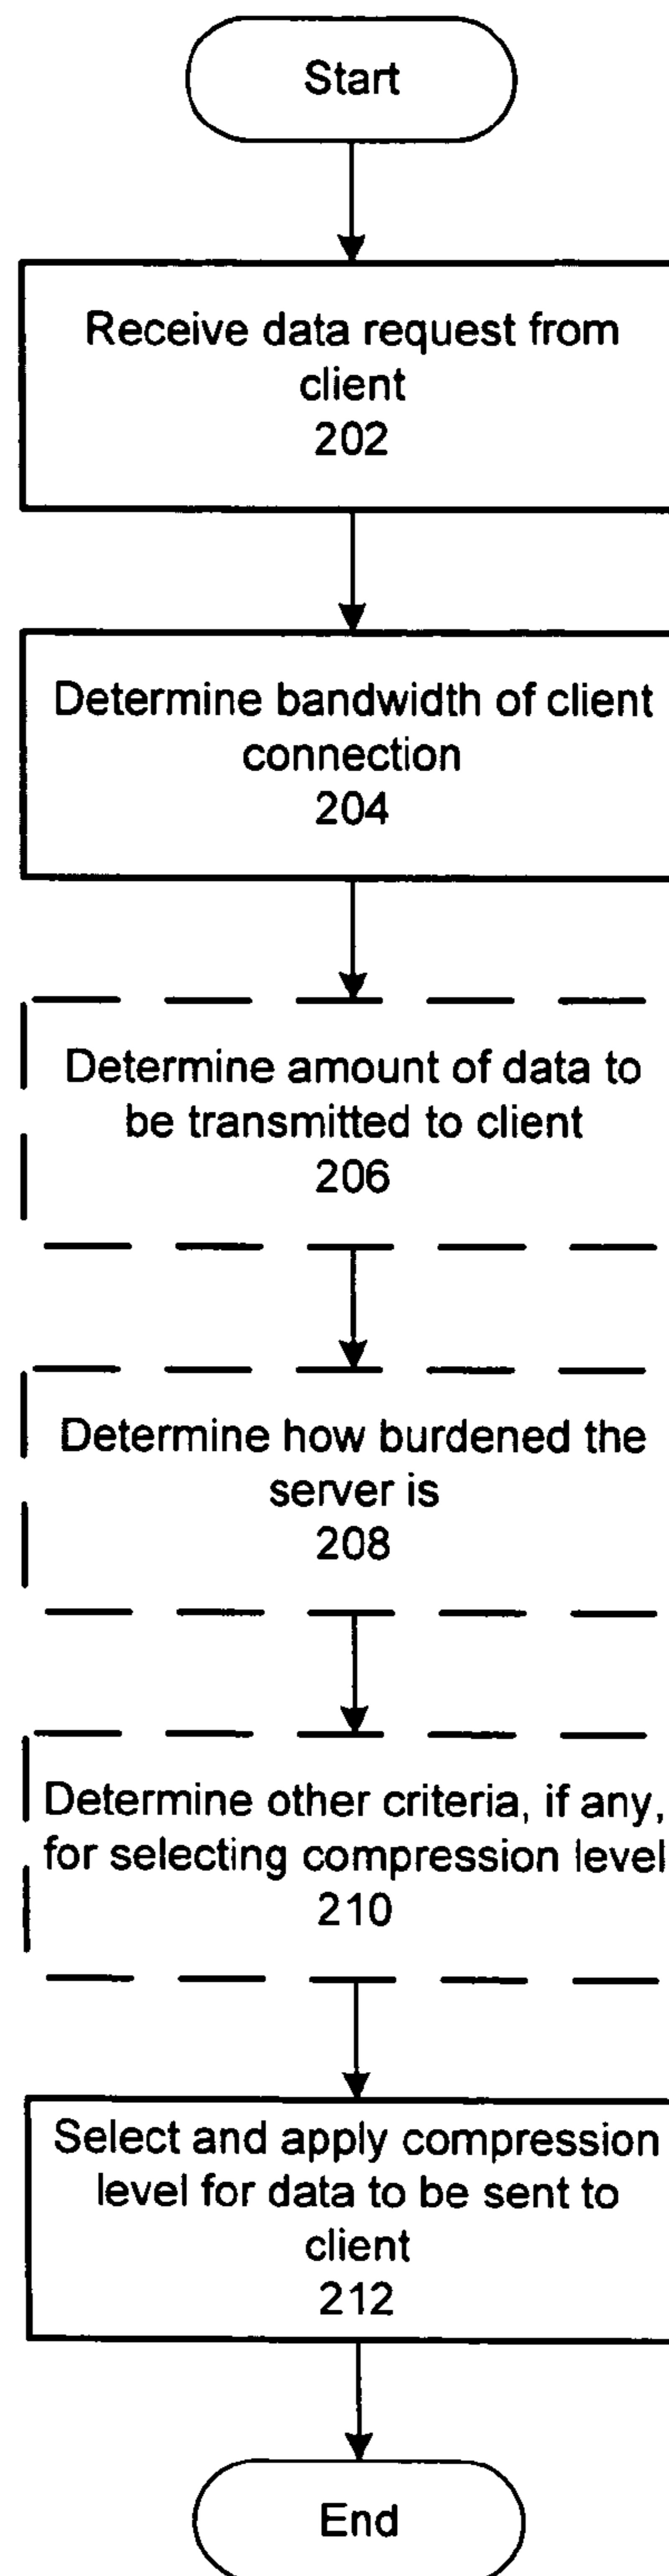 Start
Receive data request from
client
202
Determine bandwidth of client
connection
204
Determine amount of data to
be transmitted to client
206
Determine how burdened the
server is
208
Determine other criteria, if any,
for selecting compression level
210
Select and apply compression
level for data to be sent to
client
212
End